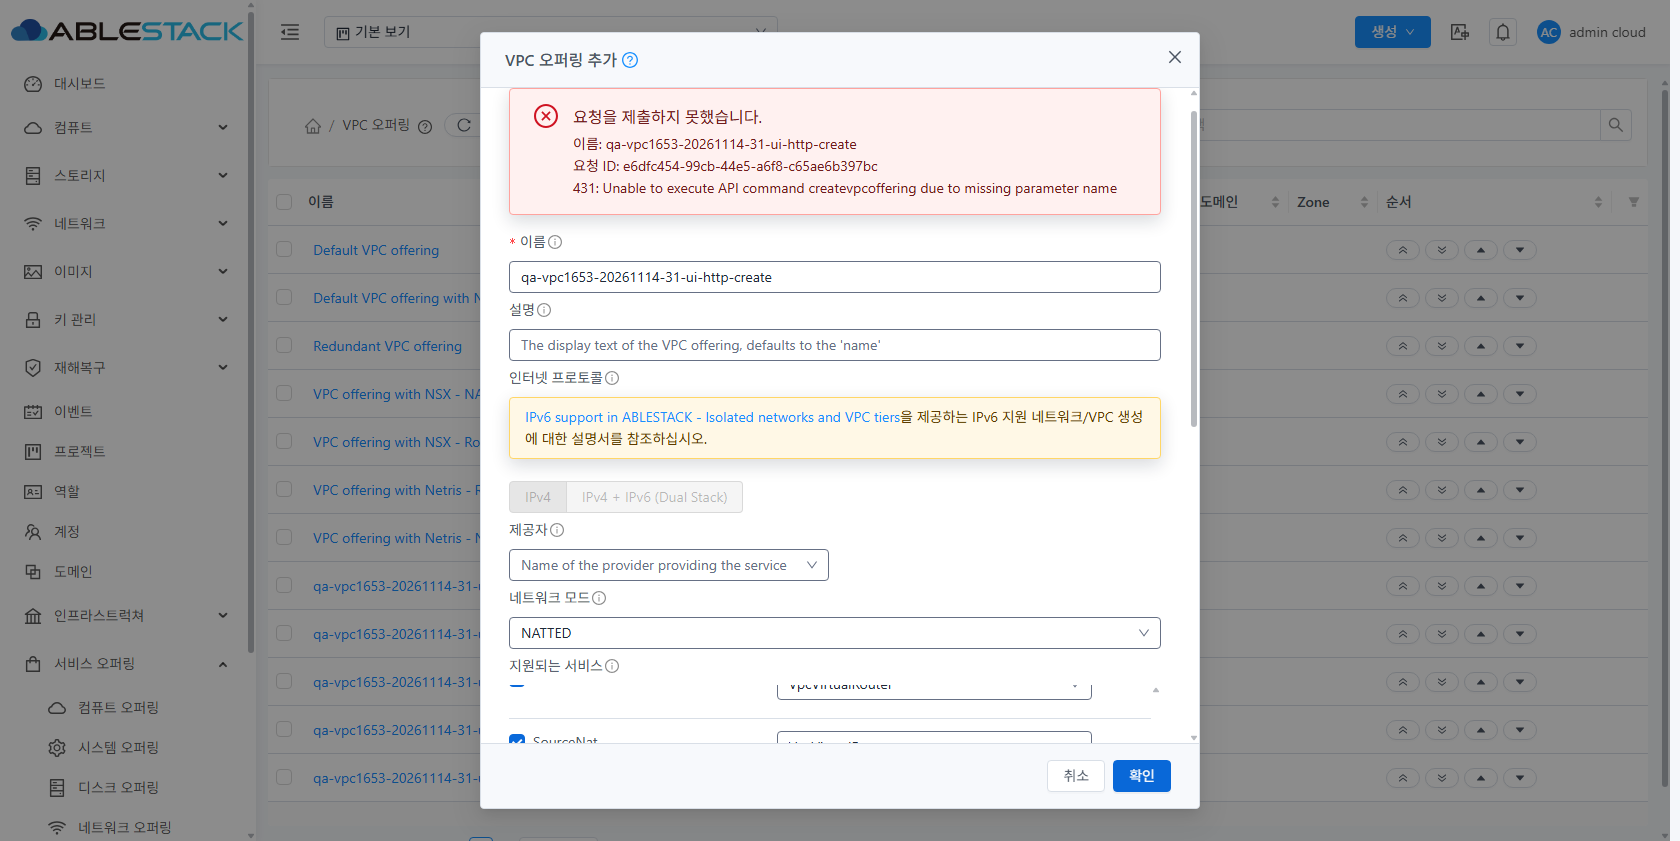 ABLESTACK
기본 보기
생성
AC
admin cloud
대시보드
컴퓨트
스토리지
네트워크
이미지
키 관리
재해복구
이벤트
프로젝트
역할
계정
도메인
인프라스트럭쳐
서비스 오퍼링
컴퓨트 오퍼링
시스템 오퍼링
디스크 오퍼링
네트워크 오퍼링
/ VPC 오퍼링
이름
도메인
Zone
순서
Default VPC offering
Default VPC offering with
Redundant VPC offering
VPC offering with NSX - NA
VPC offering with NSX - Ro
VPC offering with Netris - R
VPC offering with Netris - N
qa-vpc1653-20261114-31-u
qa-vpc1653-20261114-31-u
qa-vpc1653-20261114-31-u
qa-vpc1653-20261114-31-u
qa-vpc1653-20261114-31-u
VPC 오퍼링 추가
요청을 제출하지 못했습니다.
이름: qa-vpc1653-20261114-31-ui-http-create
요청 ID: e6dfc454-99cb-44e5-a6f8-c65ae6b397bc
431: Unable to execute API command createvpcoffering due to missing parameter name
* 이름
qa-vpc1653-20261114-31-ui-http-create
설명
The display text of the VPC offering, defaults to the 'name'
인터넷 프로토콜
IPv6 support in ABLESTACK - Isolated networks and VPC tiers을 제공하는 IPv6 지원 네트워크/VPC 생성
에 대한 설명서를 참조하십시오.
IPv4
IPv4 + IPv6 (Dual Stack)
제공자
Name of the provider providing the service
네트워크 모드
NATTED
지원되는 서비스
VpcVirtualRouter
SourceNat
취소
확인